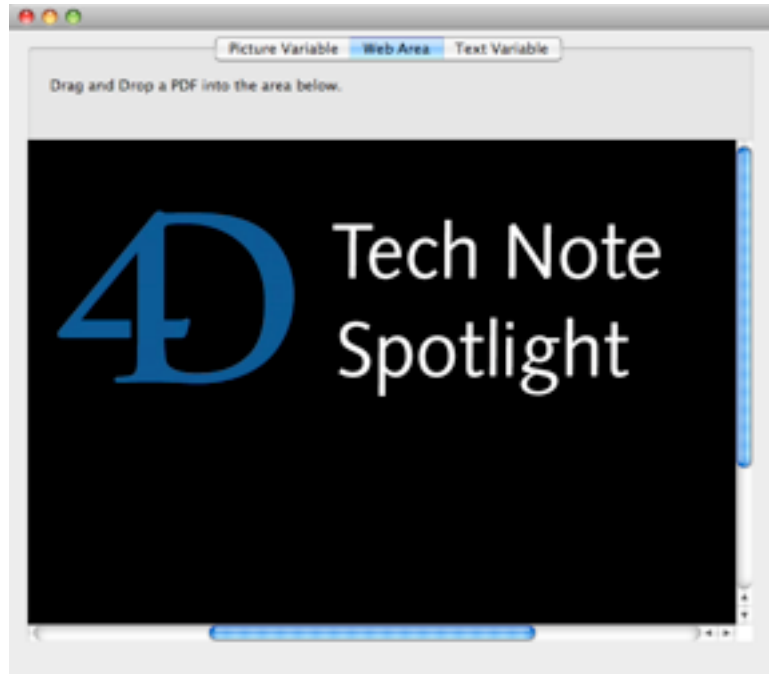 Picture Variable Web Area Text Variable
Drag and Drop a PDF into the area below.
4D
Tech Note
Spotlight